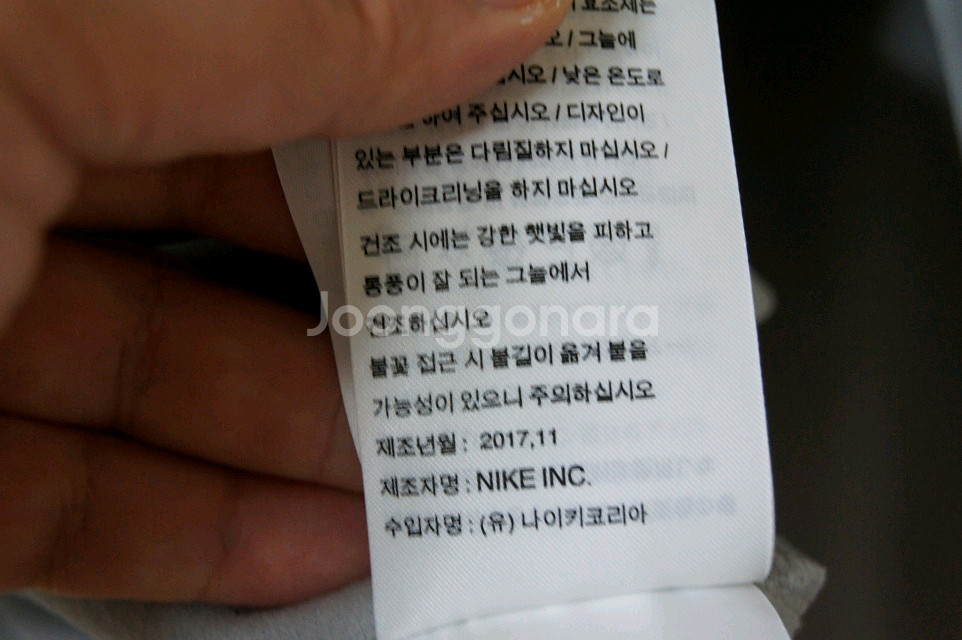 표소제는
오 / 그늘에
십시오 / 낮은 온도로
하여 주십시오 / 디자인이
있는 부분은 다림질하지 마십시오 /
드라이크리닝을 하지 마십시오
건조 시에는 강한 햇빛을 피하고
통풍이 잘 되는 그늘에서
건조하십시오
불꽃 접근 시 불길이 옮겨 붙을
가능성이 있으니 주의하십시오
제조년월 : 2017,11
제조자명 : NIKE INC.
수입자명 : (유) 나이키코리아
Joonggonara